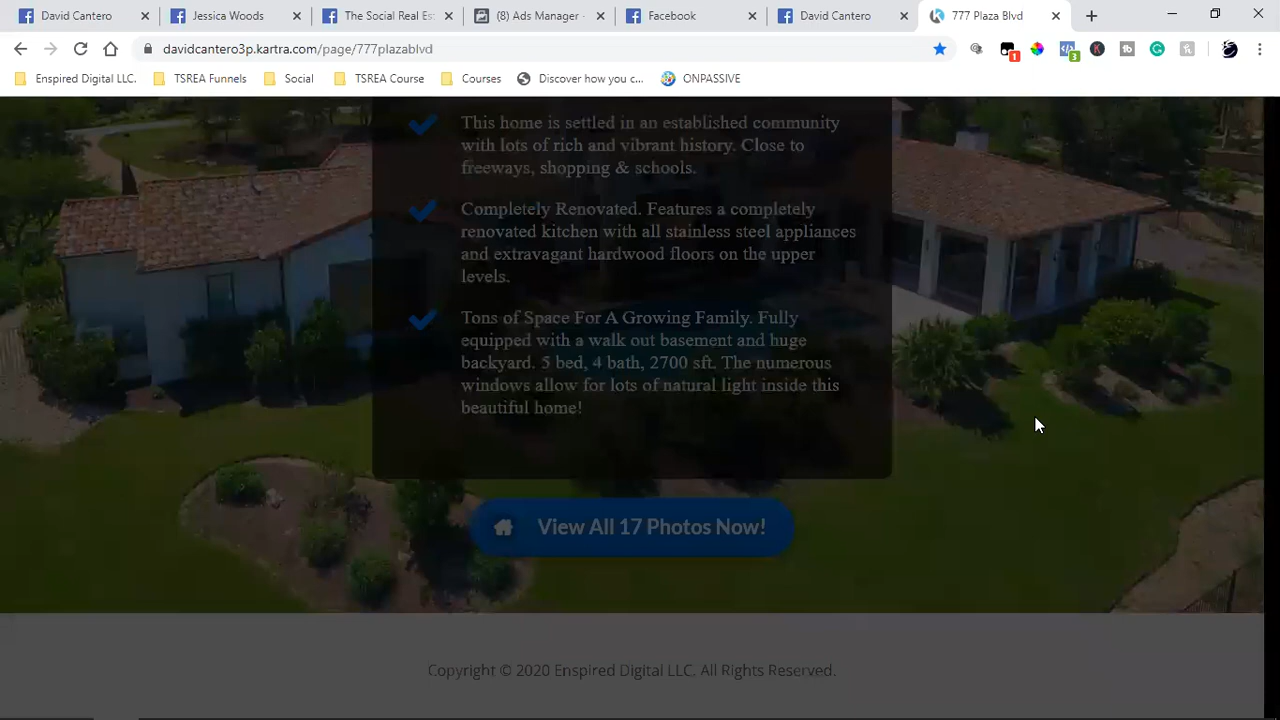 David Cantero
Jessica Woods
The Social Real Es
(8) Ads Manager -
Facebook
David Cantero
777 Plaza Blvd
davidcantero3p.kartra.com/page/777plazablvd
1
3
Enspired Digital LLC.
TSREA Funnels
Social
TSREA Course
Courses
Discover how you c...
ONPASSIVE
This home is settled in an established community
with lots of rich and vibrant history. Close to
freeways, shopping & schools.
Completely Renovated. Features a completely
renovated kitchen with all stainless steel appliances
and extravagant hardwood floors on the upper
levels.
Tons of Space For A Growing Family. Fully
equipped with a walk out basement and huge
backyard. 5 bed, 4 bath, 2700 sft. The numerous
windows allow for lots of natural light inside this
beautiful home!
View All 17 Photos Now!
Copyright © 2020 Enspired Digital LLC. All Rights Reserved.